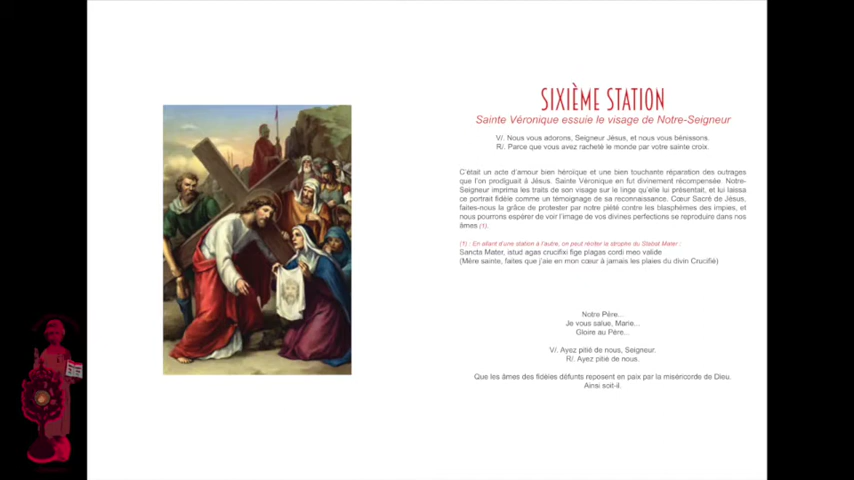 SIXIÈME STATION
Sainte Véronique essuie le visage de Notre-Seigneur
V/. Nous vous adorons, Seigneur Jésus, et nous vous bénissons.
R/. Parce que vous avez racheté le monde par votre sainte croix.
C'était un acte d'amour bien héroïque et une bien touchante réparation des outrages
que l'on prodiguait à Jésus. Sainte Véronique en fut divinement récompensée. Notre-
Seigneur imprima les traits de son visage sur le linge qu'elle lui présentait, et lui laissa
ce portrait fidèle comme un témoignage de sa reconnaissance. Cœur Sacré de Jésus,
faites-nous la grâce de protester par notre piété contre les blasphèmes des impies, et
nous pourrons espérer de voir l'image de vos divines perfections se reproduire dans nos
âmes (1).
(1) : En allant d'une station à l'autre, on peut réciter la strophe du Stabat Mater :
Sancta Mater, istud agas crucifixi fige plagas cordi meo valide
(Mère sainte, faites que j'aie en mon cœur à jamais les plaies du divin Crucifié)
Notre Père...
Je vous salue, Marie...
Gloire au Père...
V/. Ayez pitié de nous, Seigneur.
R/. Ayez pitié de nous.
Que les âmes des fidèles défunts reposent en paix par la miséricorde de Dieu.
Ainsi soit-il.